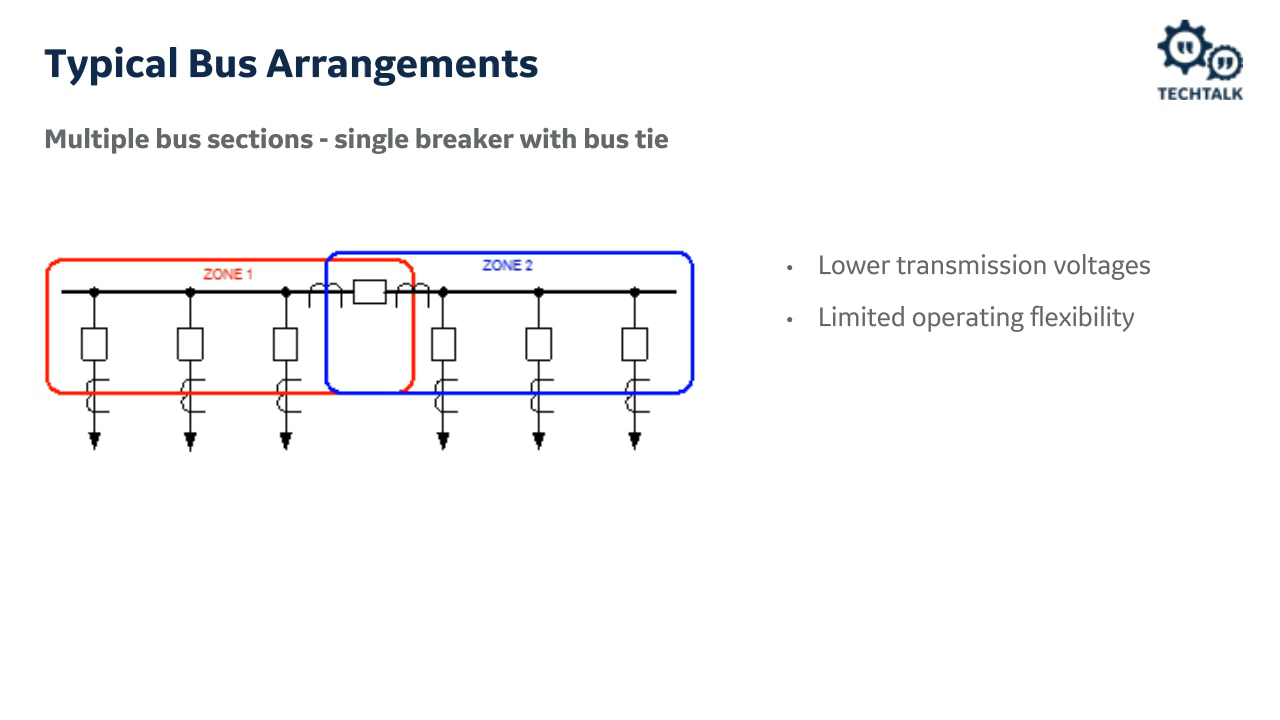 Typical Bus Arrangements
TECHTALK
Multiple bus sections - single breaker with bus tie
ZONE 1
ZONE 2
• Lower transmission voltages
• Limited operating flexibility